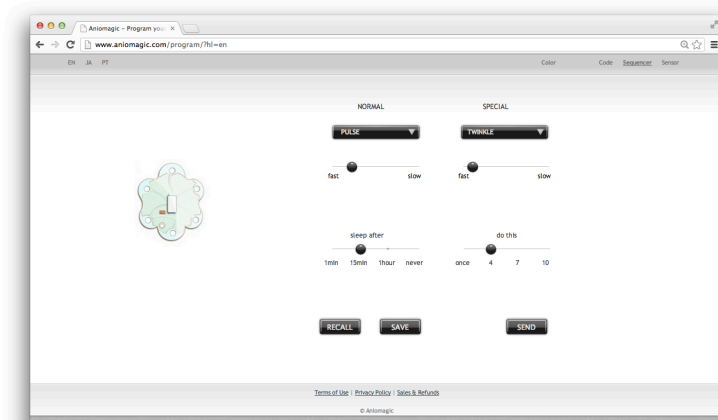 Aniomagic – Program you
www.aniomagic.com/program/?hl=en
EN JA PT Color Code Sequencer Sensor
NORMAL SPECIAL
PULSE TWINKLE
fast slow fast slow
sleep after do this
1min 15min 1hour never once 4 7 10
RECALL SAVE SEND
Terms of Use | Privacy Policy | Sales & Refunds
© Aniomagic